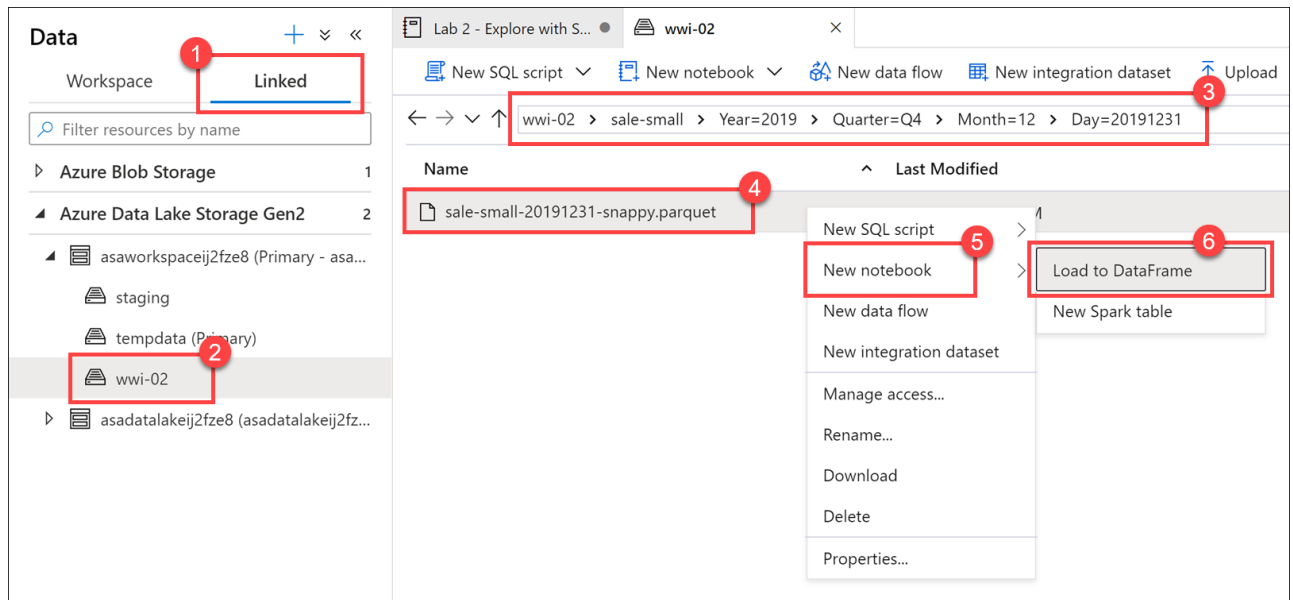 Data
1
Workspace
Linked
Filter resources by name
Azure Blob Storage 1
Azure Data Lake Storage Gen2 2
asaworkspaceij2fze8 (Primary - asa...
staging
tempdata (Primary)
2
wwi-02
asadatalakeij2fze8 (asadatalakeij2fz...
Lab 2 - Explore with S...
wwi-02
New SQL script
New notebook
New data flow
New integration dataset
Upload
3
wwi-02 > sale-small > Year=2019 > Quarter=Q4 > Month=12 > Day=20191231
Name
Last Modified
4
sale-small-20191231-snappy.parquet
M
New SQL script
5
New notebook
New data flow
New integration dataset
Manage access...
Rename...
Download
Delete
Properties...
6
Load to DataFrame
New Spark table